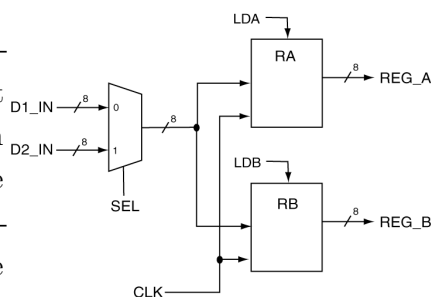 LDA
RA
8
REG_A
t
D1_IN
8
0
8
n
D2_IN
8
1
e
SEL
LDB
RB
8
REG_B
e
CLK